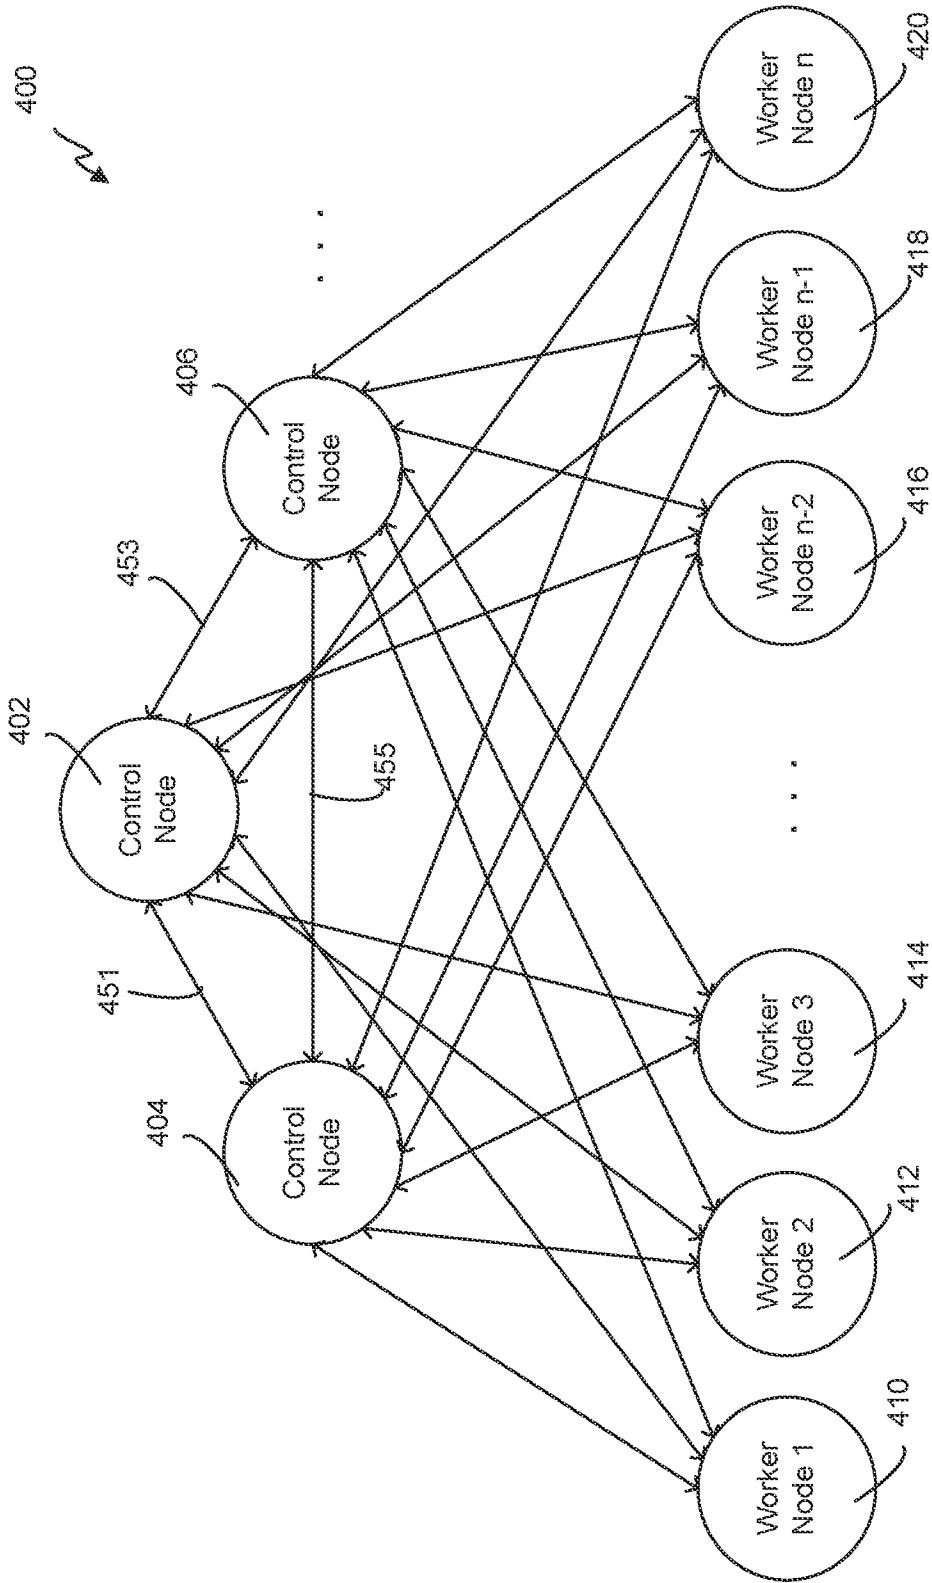 400
402
Control
Node
451
453
404
Control
Node
406
Control
Node
. . .
455
Worker
Node 1
Worker
Node 2
Worker
Node 3
. .
Worker
Node n-2
Worker
Node n-1
Worker
Node n
410
412
414
416
418
420